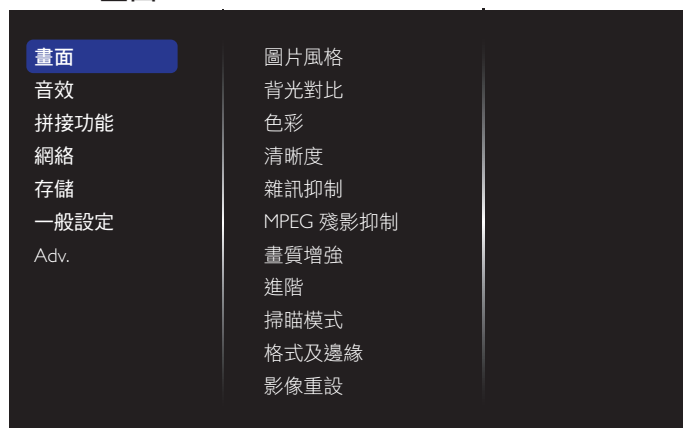 畫面
音效
拼接功能
網絡
存儲
一般設定
Adv.
圖片風格
背光對比
色彩
清晰度
雜訊抑制
MPEG 殘影抑制
畫質增強
進階
掃瞄模式
格式及邊緣
影像重設